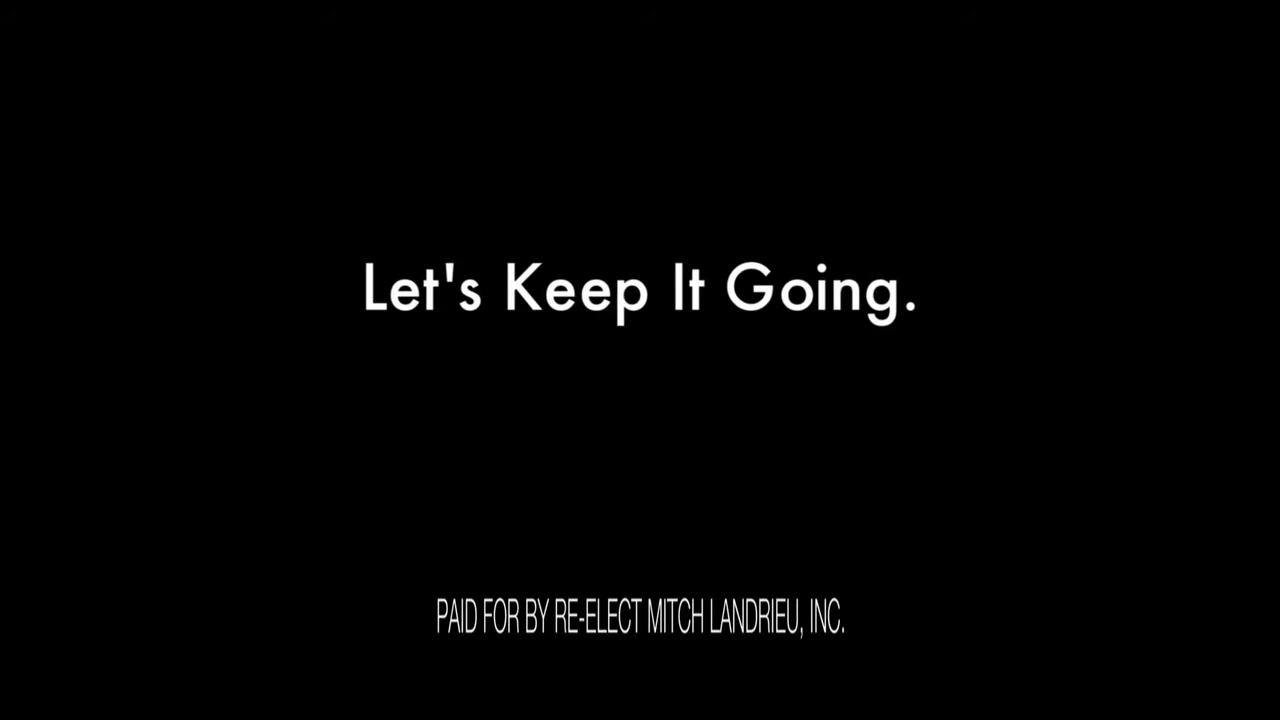 Let's Keep It Going.
PAID FOR BY RE-ELECT MITCH LANDRIEU, INC.